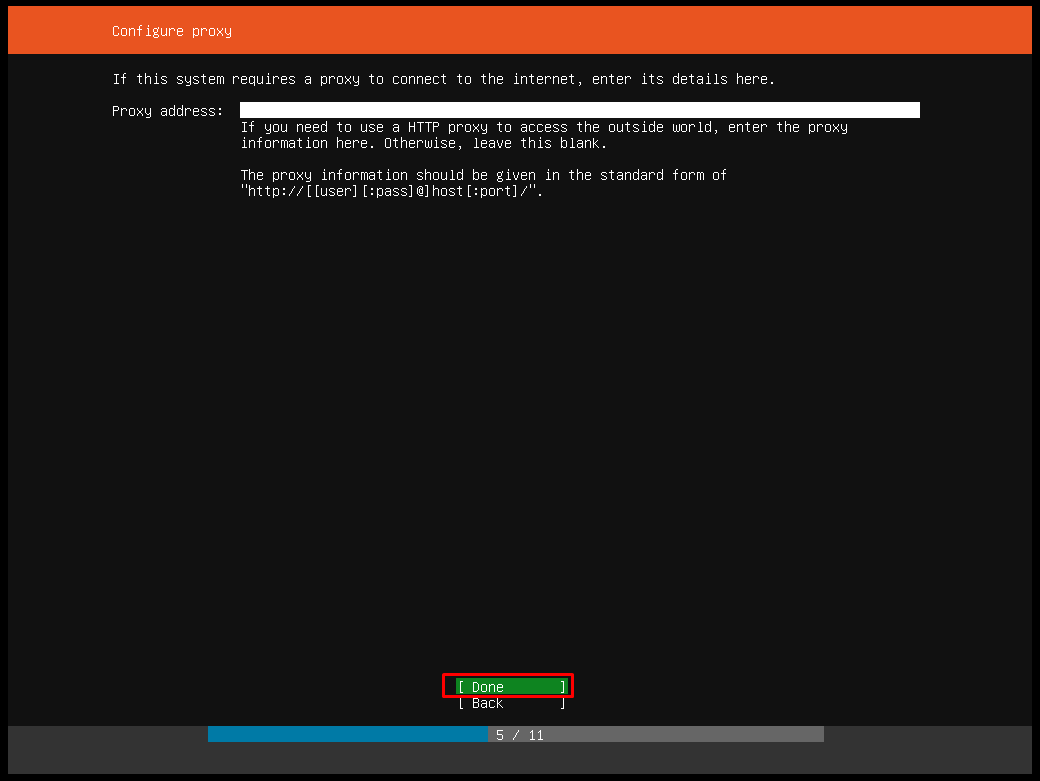 Configure proxy
If this system requires a proxy to connect to the internet, enter its details here.
Proxy address:
If you need to use a HTTP proxy to access the outside world, enter the proxy
information here. Otherwise, leave this blank.
The proxy information should be given in the standard form of
"http://[[user][:pass]@]host[:port]/".
[ Done ]
[ Back ]
5 / 11